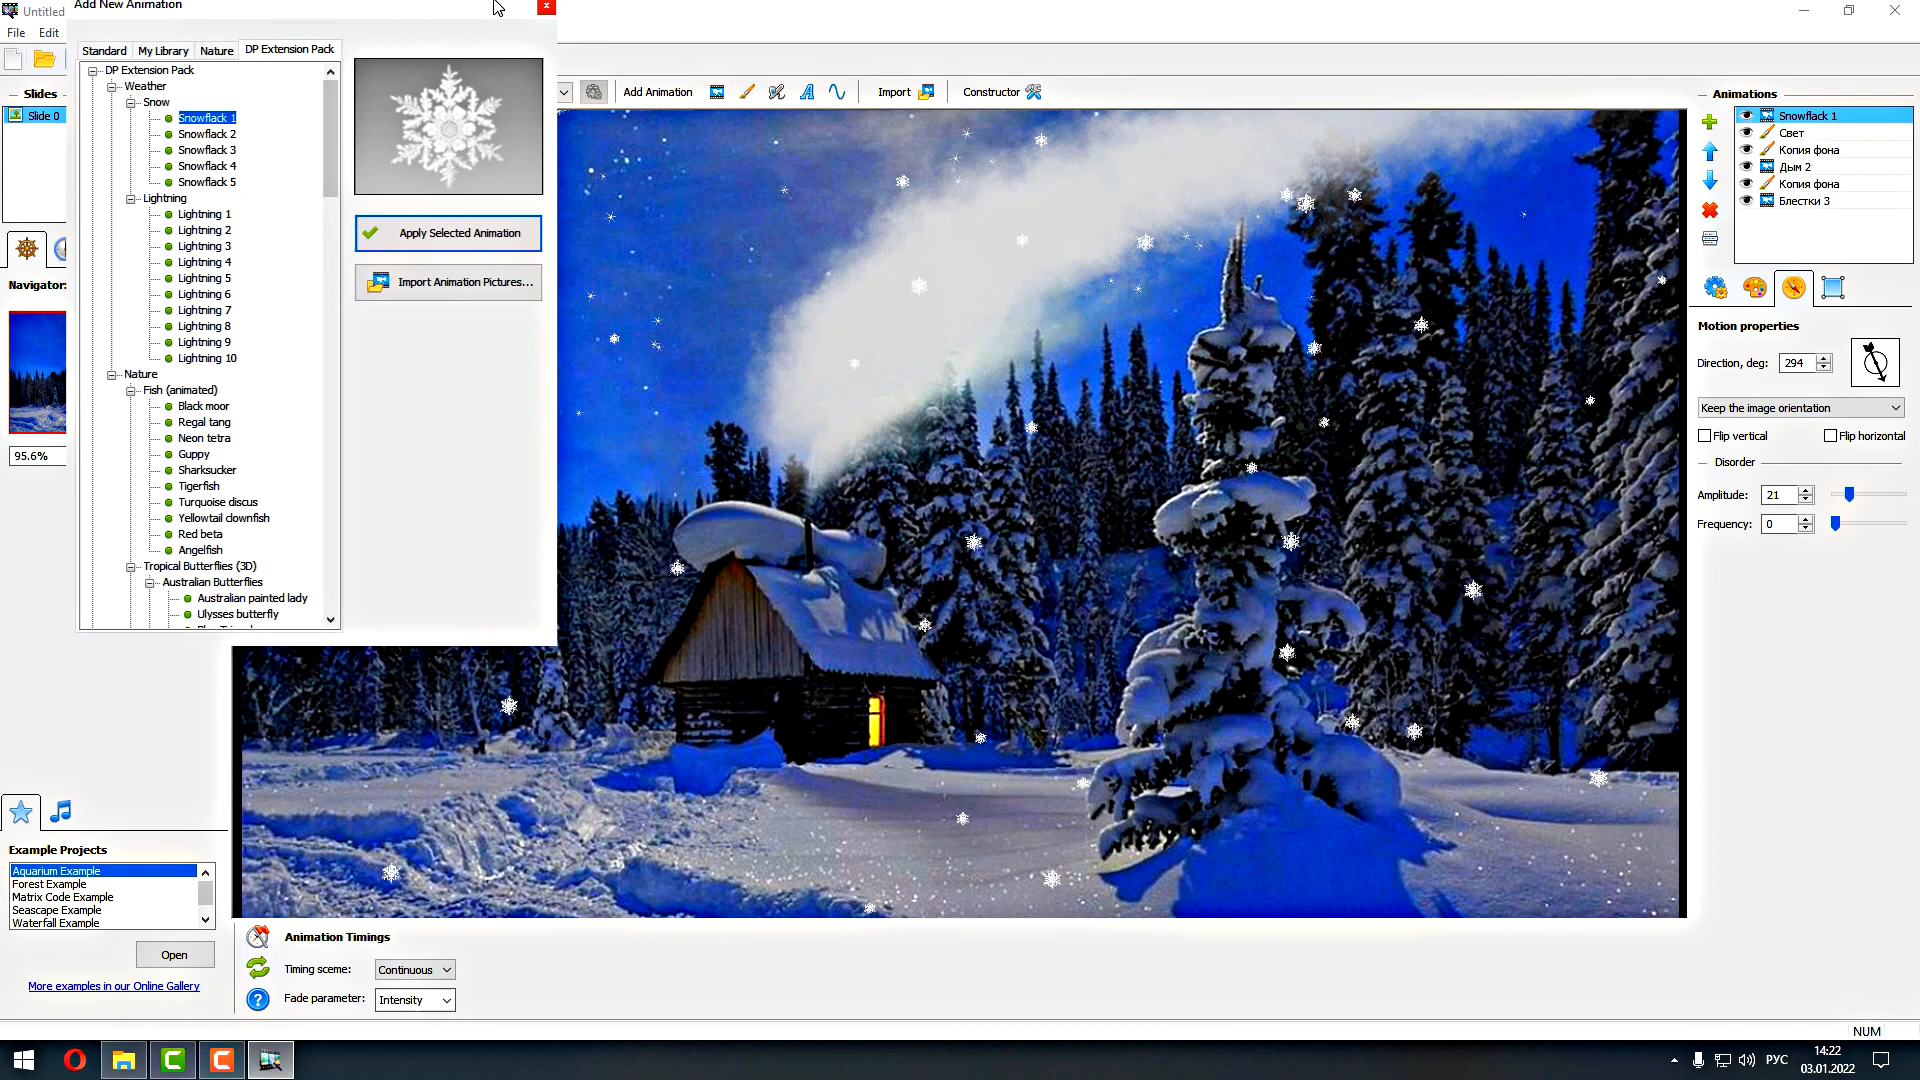 Add New Animation
Untitled
File Edit
Standard My Library Nature DP Extension Pack
DP Extension Pack
Weather
Snow
Snowflack 1
Snowflack 2
Snowflack 3
Snowflack 4
Snowflack 5
Lightning
Lightning 1
Lightning 2
Lightning 3
Lightning 4
Lightning 5
Lightning 6
Lightning 7
Lightning 8
Lightning 9
Lightning 10
Nature
Fish (animated)
Black moor
Regal tang
Neon tetra
Guppy
Sharksucker
Tigerfish
Turquoise discus
Yellowtail clownfish
Red beta
Angelfish
Tropical Butterflies (3D)
Australian Butterflies
Australian painted lady
Ulysses butterfly
Apply Selected Animation
Import Animation Pictures...
Slides
Slide 0
Navigator:
95.6%
Add Animation Import Constructor
Animations
Snowflack 1
Свет
Копия фона
Дым 2
Копия фона
Блестки 3
Motion properties
Direction, deg: 294
Keep the image orientation
Flip vertical Flip horizontal
Disorder
Amplitude: 21
Frequency: 0
Example Projects
Aquarium Example
Forest Example
Matrix Code Example
Seascape Example
Waterfall Example
Open
More examples in our Online Gallery
Animation Timings
Timing sceme: Continuous
Fade parameter: Intensity
NUM
РУС
14:22
03.01.2022